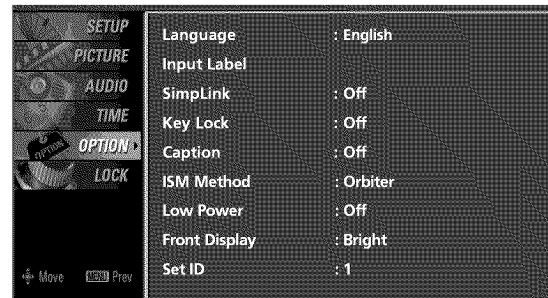 SETUP
PICTURE
AUDIO
TIME
OPTION
OPTION
LOCK
Move MENU Prev
Language : English
Input Label
SimpLink : Off
Key Lock : Off
Caption : Off
ISM Method : Orbiter
Low Power : Off
Front Display : Bright
Set ID : 1